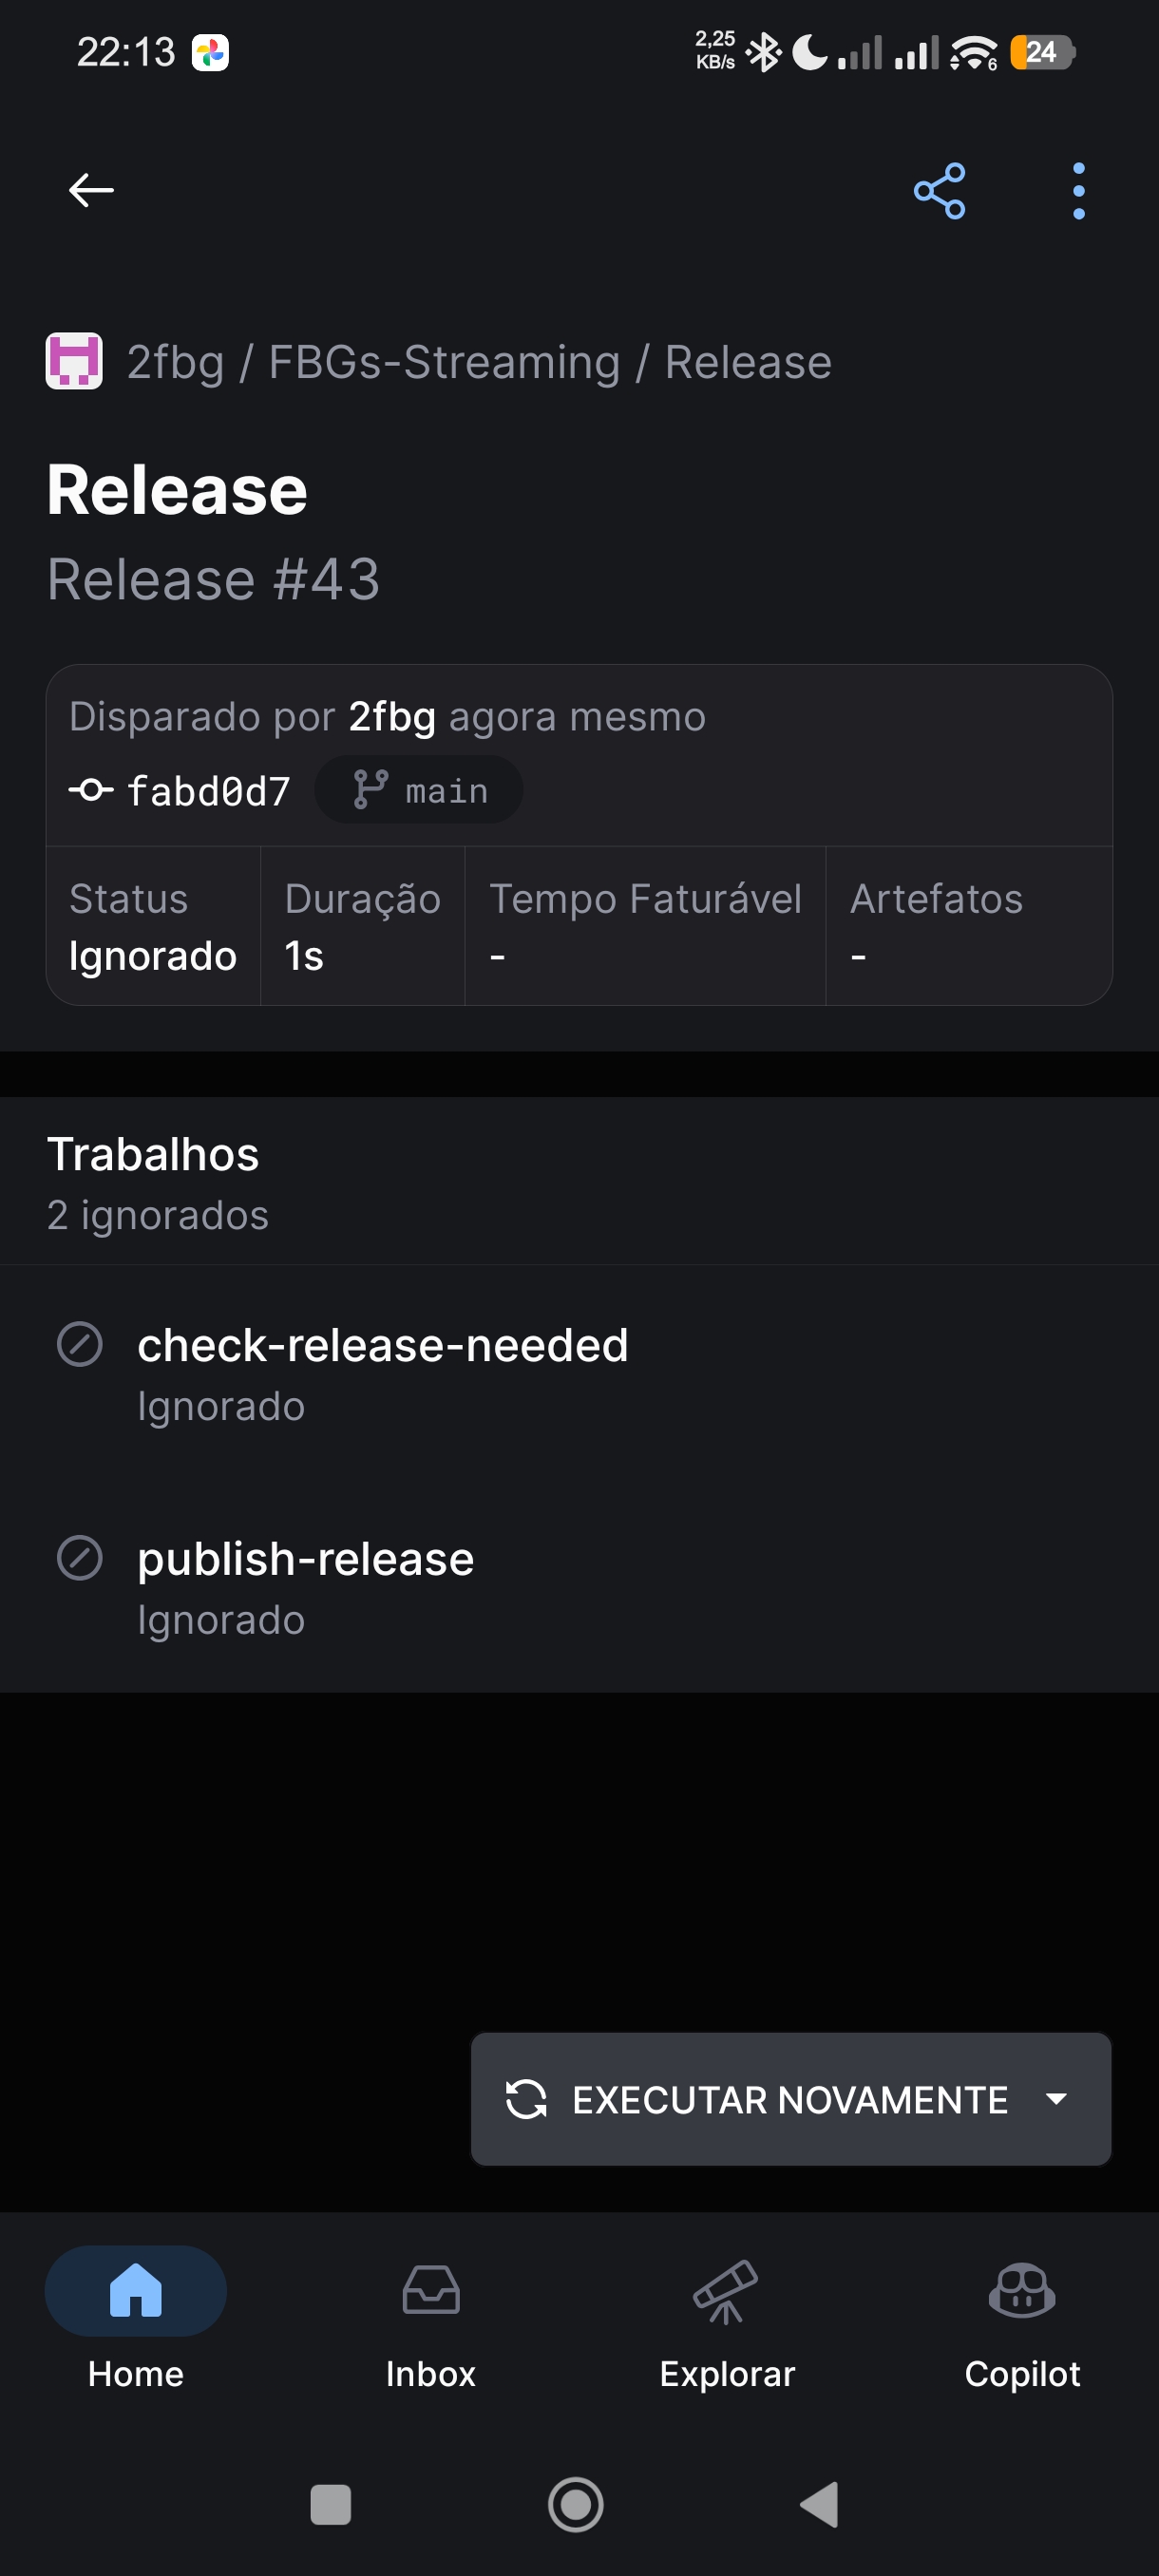 22:13
2,25
KB/s
6
24
2fbg / FBGs-Streaming / Release
Release
Release #43
Disparado por 2fbg agora mesmo
fabd0d7 main
Status Duração Tempo Faturável Artefatos
Ignorado 1s - -
Trabalhos
2 ignorados
check-release-needed
Ignorado
publish-release
Ignorado
EXECUTAR NOVAMENTE
Home Inbox Explorar Copilot